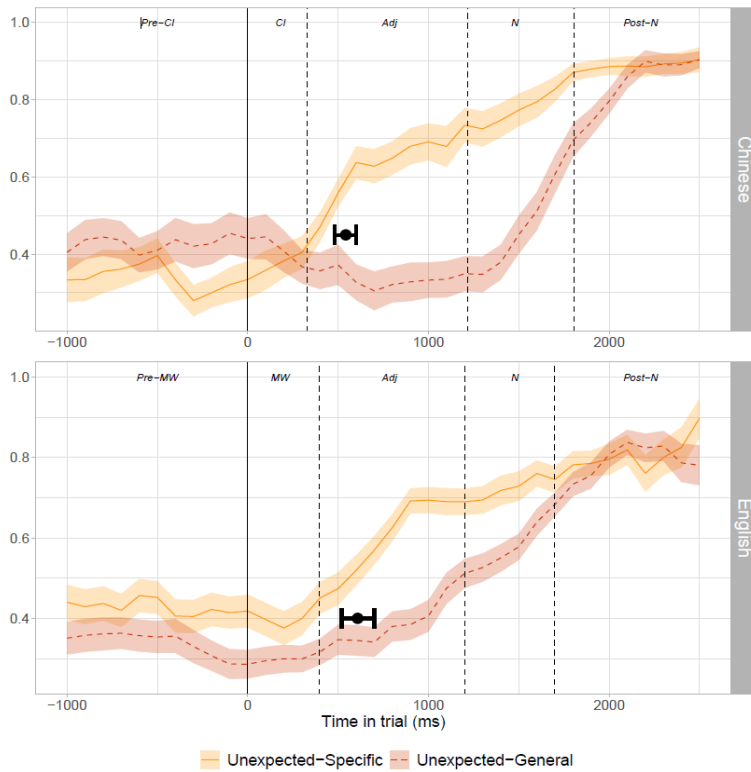 1.0
Pre−Cl Cl Adj N Post−N
0.8
0.6
0.4
Chinese
−1000 0 1000 2000
1.0
Pre−MW MW Adj N Post−N
0.8
0.6
0.4
English
−1000 0 1000 2000
Time in trial (ms)
Unexpected−Specific Unexpected−General